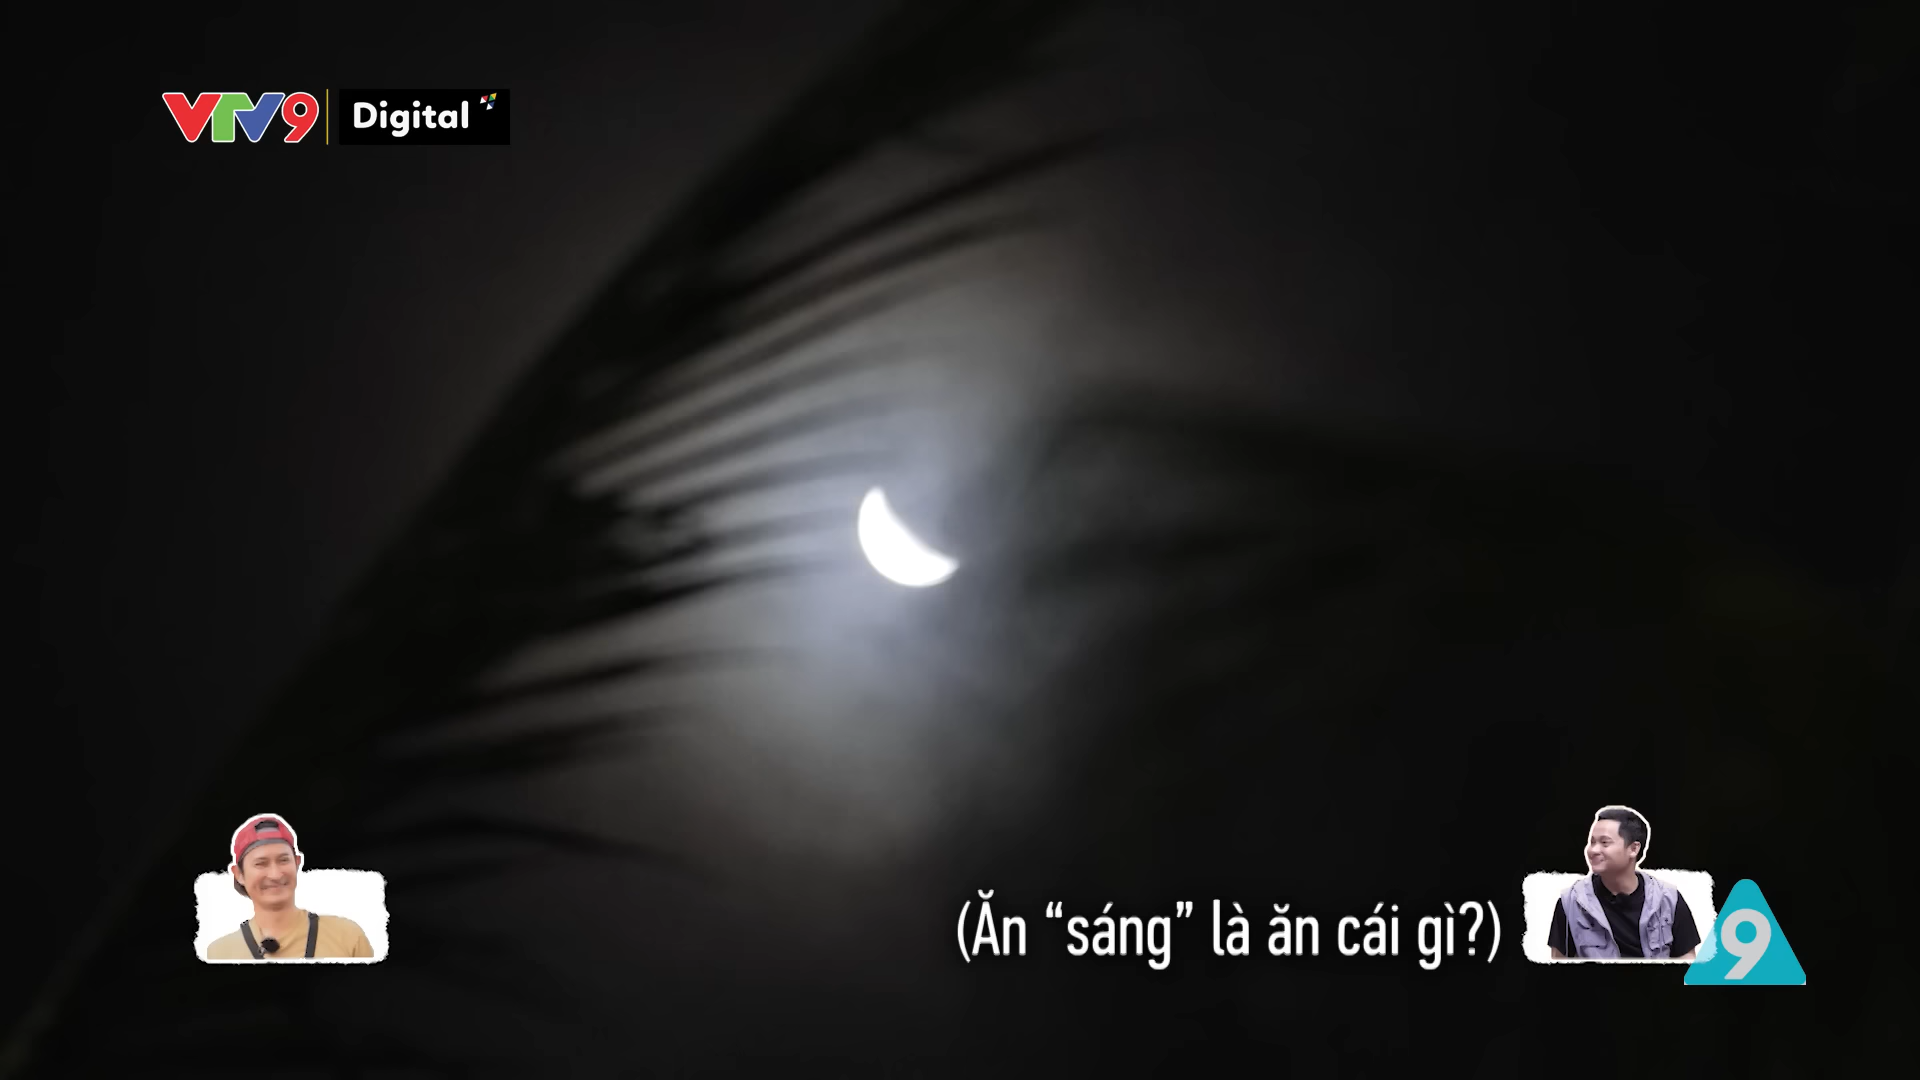 VTV9 Digital
(Ăn “sáng” là ăn cái gì?)
9